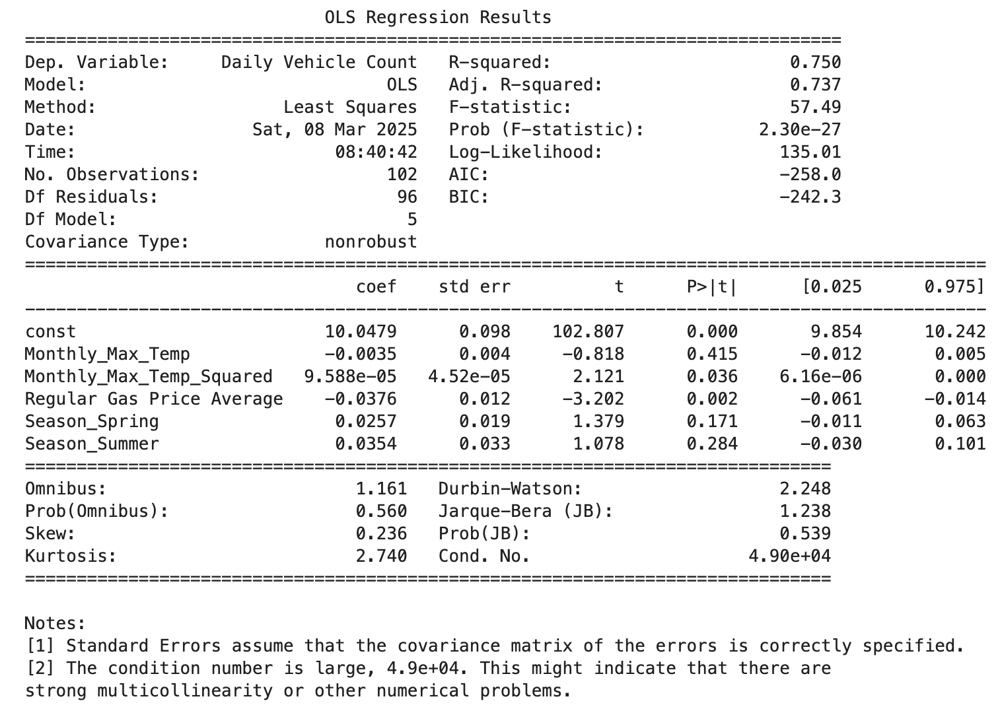 OLS Regression Results
==============================================================================
Dep. Variable:     Daily Vehicle Count   R-squared:                       0.750
Model:                             OLS   Adj. R-squared:                  0.737
Method:                  Least Squares   F-statistic:                     57.49
Date:                 Sat, 08 Mar 2025   Prob (F-statistic):           2.30e-27
Time:                         08:40:42   Log-Likelihood:                 135.01
No. Observations:                  102   AIC:                            -258.0
Df Residuals:                       96   BIC:                            -242.3
Df Model:                            5
Covariance Type:             nonrobust
==============================================================================
coef    std err          t      P>|t|      [0.025      0.975]
------------------------------------------------------------------------------
const                        10.0479      0.098    102.807      0.000       9.854      10.242
Monthly_Max_Temp             -0.0035      0.004     -0.818      0.415      -0.012       0.005
Monthly_Max_Temp_Squared   9.588e-05   4.52e-05      2.121      0.036    6.16e-06       0.000
Regular Gas Price Average    -0.0376      0.012     -3.202      0.002      -0.061      -0.014
Season_Spring                 0.0257      0.019      1.379      0.171      -0.011       0.063
Season_Summer                 0.0354      0.033      1.078      0.284      -0.030       0.101
==============================================================================
Omnibus:                        1.161   Durbin-Watson:                   2.248
Prob(Omnibus):                  0.560   Jarque-Bera (JB):                1.238
Skew:                           0.236   Prob(JB):                        0.539
Kurtosis:                       2.740   Cond. No.                     4.90e+04
==============================================================================
Notes:
[1] Standard Errors assume that the covariance matrix of the errors is correctly specified.
[2] The condition number is large, 4.9e+04. This might indicate that there are
strong multicollinearity or other numerical problems.